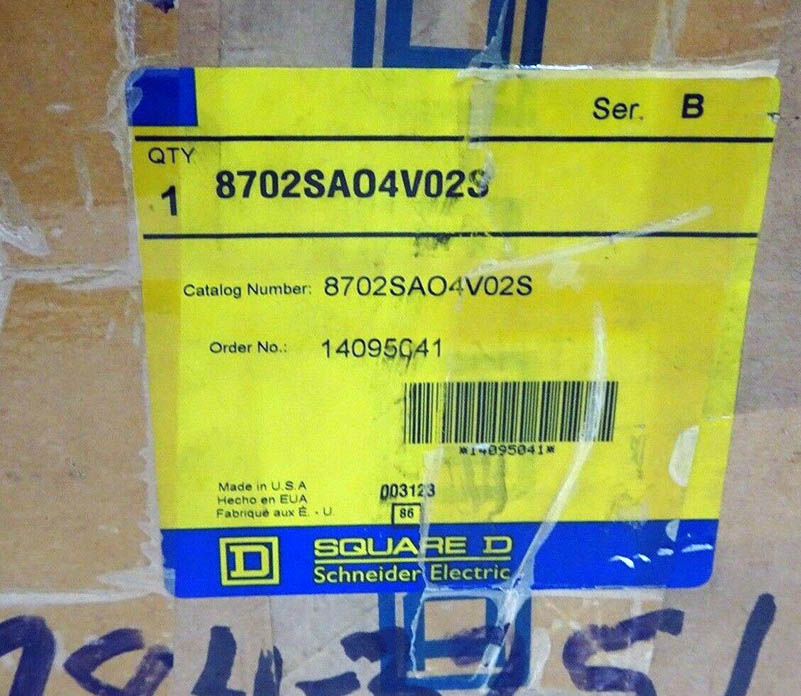 Ser. B
QTY
1 8702SAO4V02S
Catalog Number: 8702SAO4V02S
Order No.: 14095041
*14095041*
Made in U.S.A
Hecho en EUA
Fabriqué aux É. - U.
003123
86
D
SQUARE D
Schneider Electric